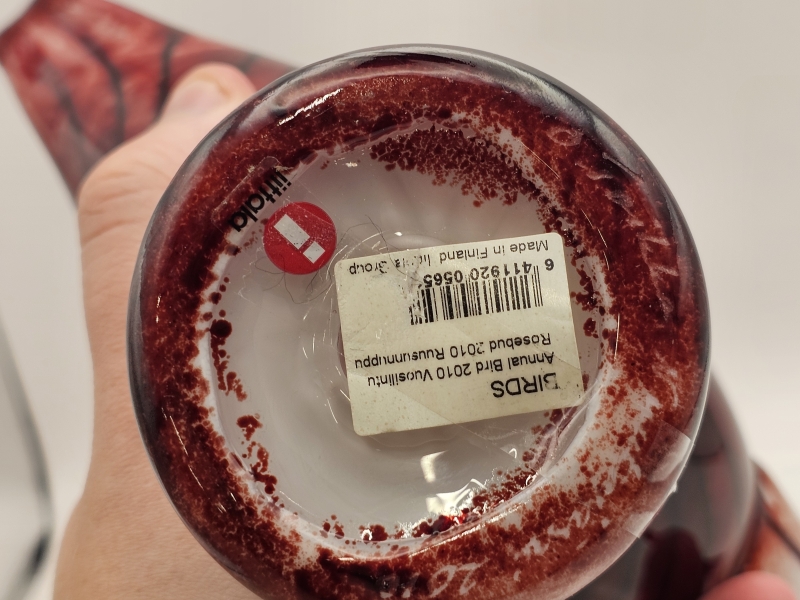 iittala
i
BIRDS
Annual Bird 2010 Vuosilintu
Rosebud 2010 Ruusunnuppu
6 411920 0565
Made in Finland Iittala Group